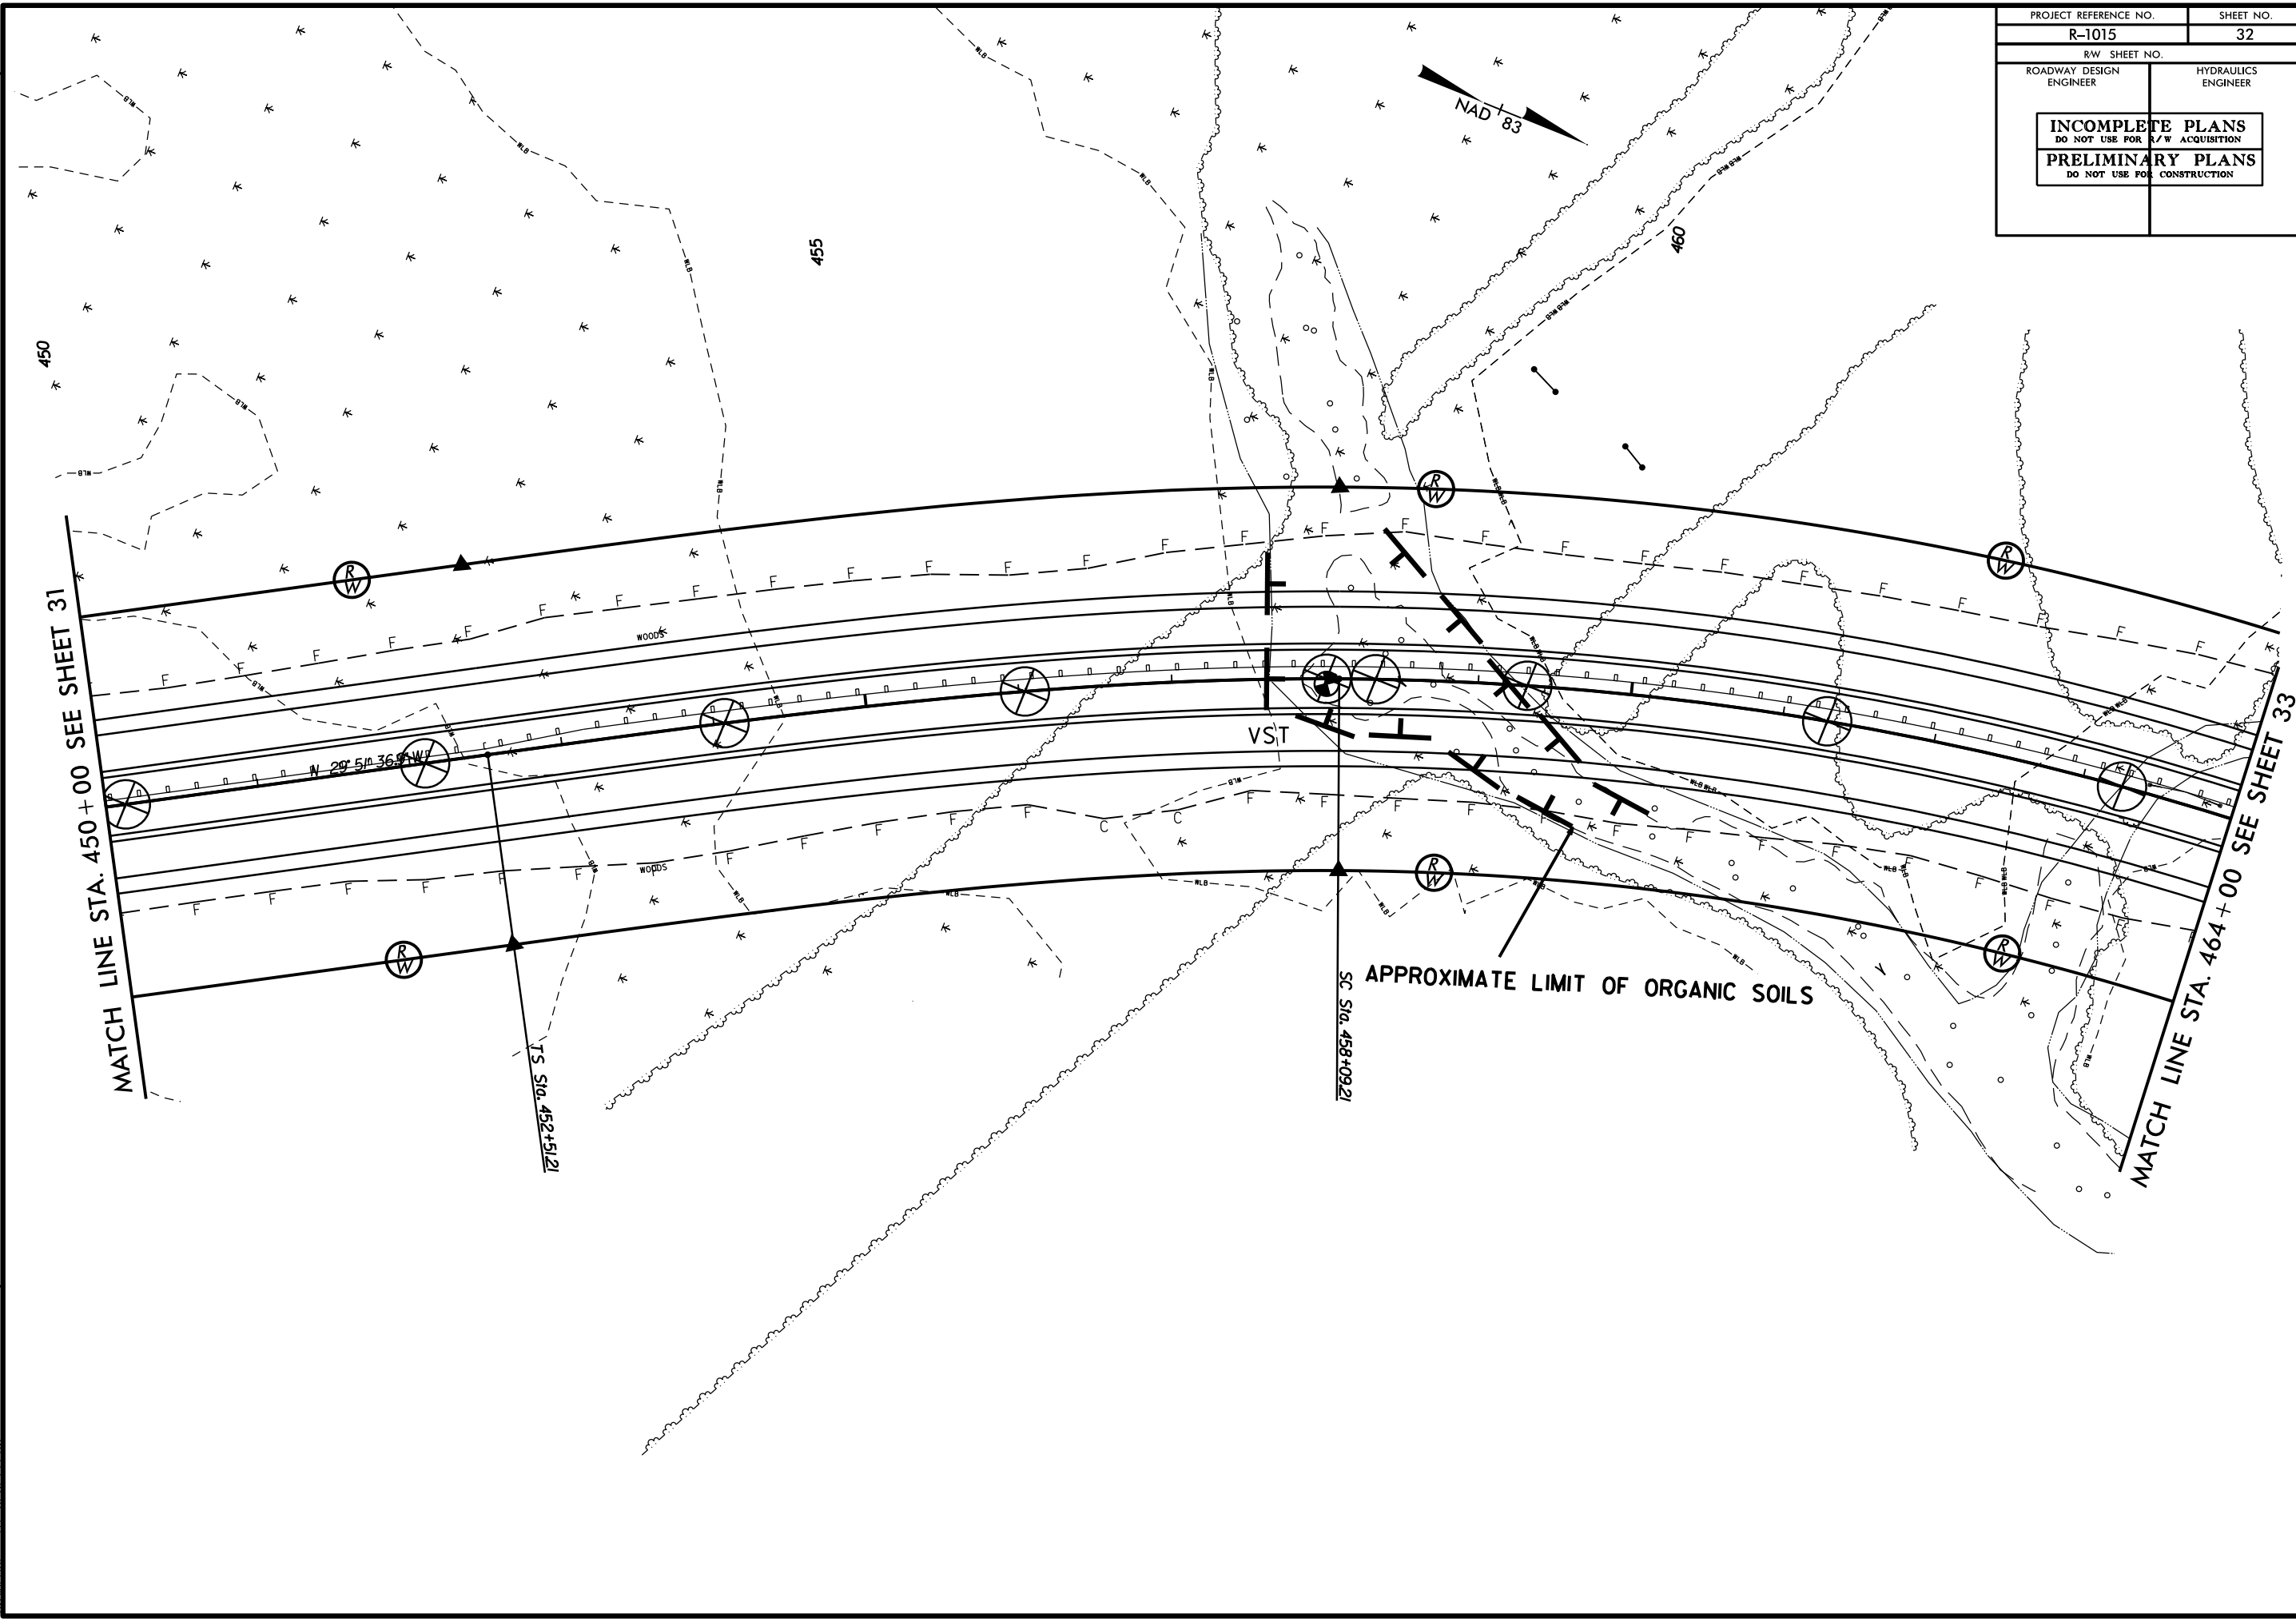 PROJECT REFERENCE NO.
SHEET NO.
R-1015
32
RW SHEET NO.
ROADWAY DESIGN
ENGINEER
HYDRAULICS
ENGINEER
INCOMPLETE PLANS
DO NOT USE FOR R/W ACQUISITION
PRELIMINARY PLANS
DO NOT USE FOR CONSTRUCTION
NAD 83
450
455
460
MATCH LINE STA. 450+00 SEE SHEET 31
WOODS
WOODS
VST
TS Sta. 452+51.21
SC Sta. 458+09.21
APPROXIMATE LIMIT OF ORGANIC SOILS
MATCH LINE STA. 464+00 SEE SHEET 33